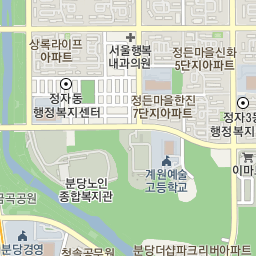 상록라이프
아파트
서울행복
내과의원
정든마을신화
5단지아파트
정자동
행정복지센터
정든마을한진
7단지아파트
정자3동
행정복지
이마
계원예술
고등학교
분당노인
종합복지관
금곡공원
분당경영
청솔공무원
분당더샵파크리버아파트